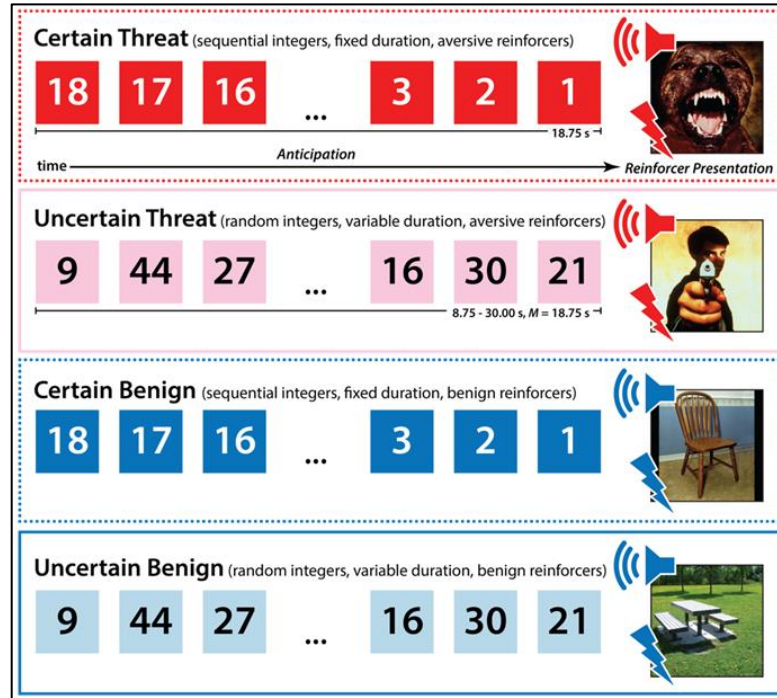 Certain Threat (sequential integers, fixed duration, aversive reinforcers)
18 17 16 ... 3 2 1
18.75 s
Anticipation
time
Reinforcer Presentation
Uncertain Threat (random integers, variable duration, aversive reinforcers)
9 44 27 ... 16 30 21
8.75 - 30.00 s, M = 18.75 s
Certain Benign (sequential integers, fixed duration, benign reinforcers)
18 17 16 ... 3 2 1
Uncertain Benign (random integers, variable duration, benign reinforcers)
9 44 27 ... 16 30 21